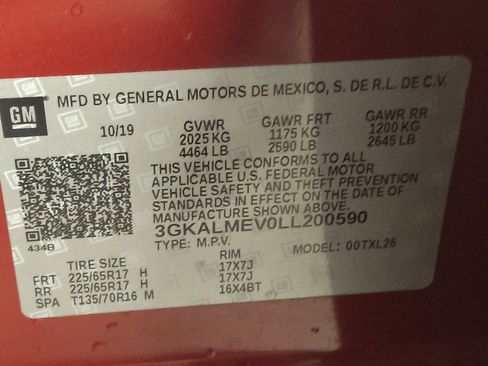 GM
MFD BY GENERAL MOTORS DE MEXICO, S. DE R.L. DE C.V.
10/19 GVWR GAWR FRT GAWR RR
2025 KG 1175 KG 1200 KG
4464 LB 2590 LB 2645 LB
THIS VEHICLE CONFORMS TO ALL
APPLICABLE U.S. FEDERAL MOTOR
VEHICLE SAFETY AND THEFT PREVENTION
STANDARDS IN EFFECT ON THE DATE OF
MANUFACTURE SHOWN ABOVE.
434B 3GKALMEV0LL200590
TYPE: M.P.V. MODEL: 00TXL26
TIRE SIZE RIM
FRT 225/65R17 H 17X7J
RR 225/65R17 H 17X7J
SPA T135/70R16 M 16X4BT